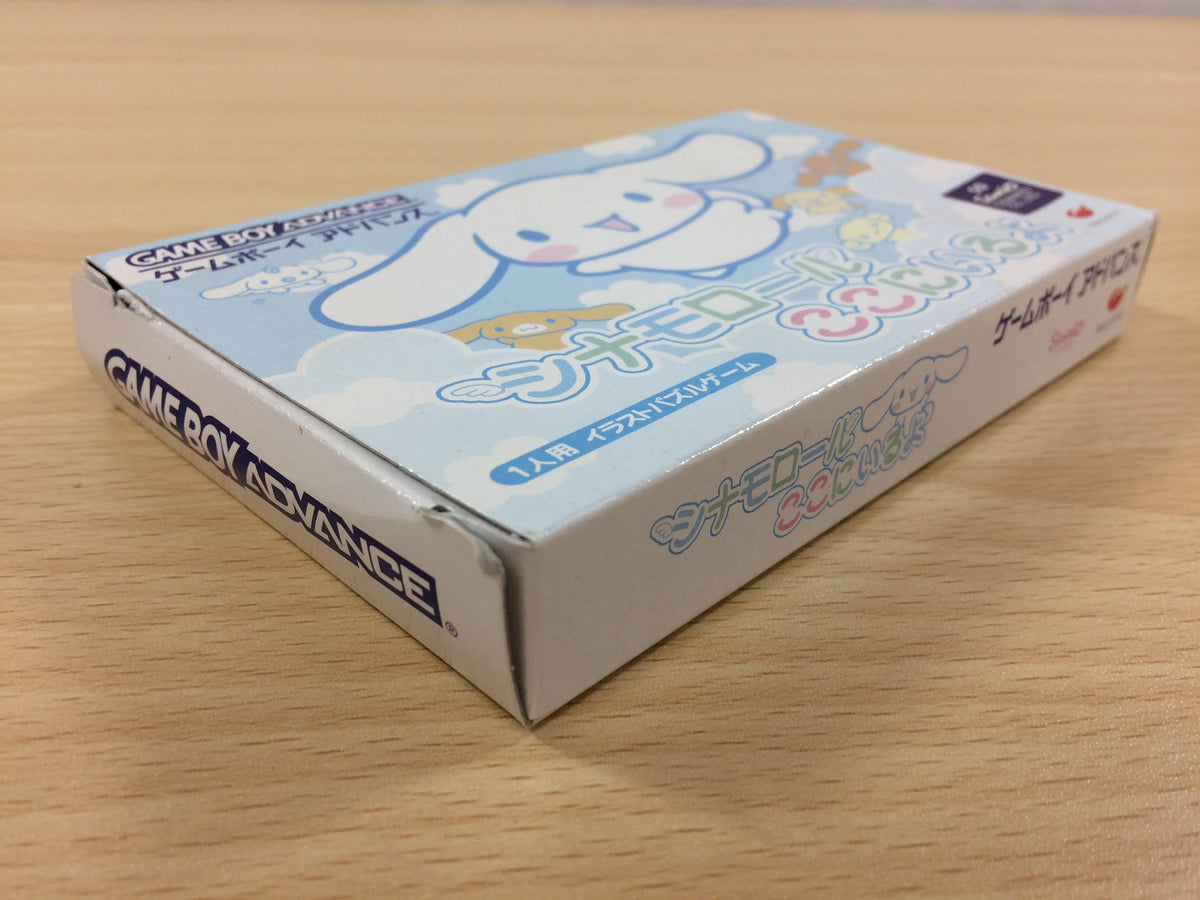 GAME BOY ADVANCE
ゲームボーイ アドバンス
シナモロール
ここにいるよ
1人用 イラストパズルゲーム
Sanrio
GAME BOY ADVANCE®
シナモロール
ここにいるよ
ゲームボーイ アドバンス
Sanrio